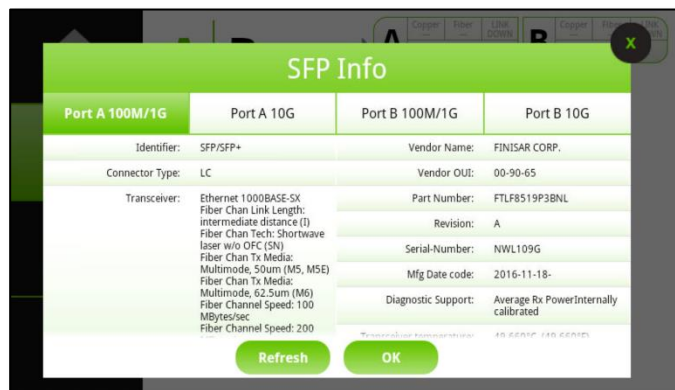 A
Copper Fiber LINK DOWN
B
Copper Fiber
X
SFP Info
Port A 100M/1G Port A 10G Port B 100M/1G Port B 10G
Identifier: SFP/SFP+
Connector Type: LC
Transceiver: Ethernet 1000BASE-SX
Fiber Chan Link Length:
intermediate distance (I)
Fiber Chan Tech: Shortwave
laser w/o OFC (SN)
Fiber Chan Tx Media:
Multimode, 50um (M5, M5E)
Fiber Chan Tx Media:
Multimode, 62.5um (M6)
Fiber Channel Speed: 100
MBytes/sec
Fiber Channel Speed: 200
Vendor Name: FINISAR CORP.
Vendor OUI: 00-90-65
Part Number: FTLF8519P3BNL
Revision: A
Serial-Number: NWL109G
Mfg Date code: 2016-11-18-
Diagnostic Support: Average Rx PowerInternally
calibrated
Refresh OK